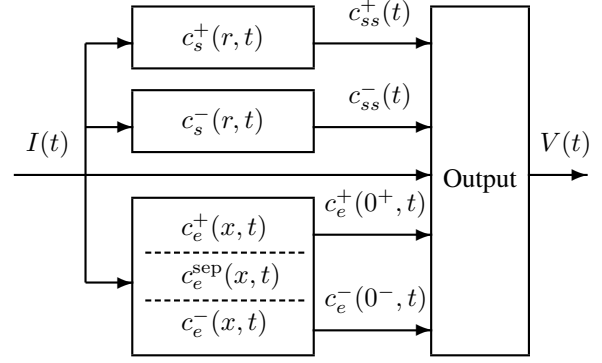 c_s^+(r, t)
c_{ss}^+(t)
c_s^-(r, t)
c_{ss}^-(t)
I(t)
V(t)
Output
c_e^+(x, t)
c_e^+(0^+, t)
c_e^{sep}(x, t)
c_e^-(x, t)
c_e^-(0^-, t)